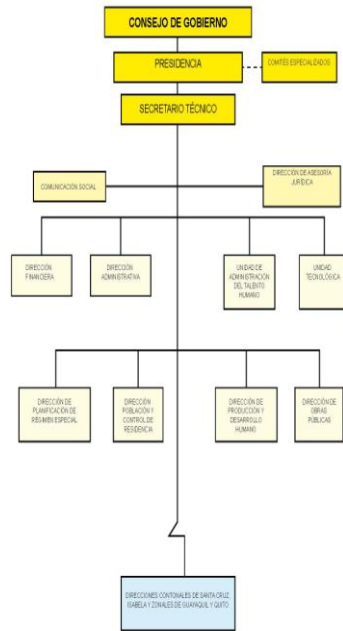 CONSEJO DE GOBIERNO
PRESIDENCIA
COMITÉS ESPECIALIZADOS
SECRETARIO TÉCNICO
COMUNICACIÓN SOCIAL
DIRECCIÓN DE ASESORÍA
JURÍDICA
DIRECCIÓN
FINANCIERA
DIRECCIÓN
ADMINISTRATIVA
UNIDAD DE
ADMINISTRACIÓN
DEL TALENTO
HUMANO
UNIDAD
TECNOLÓGICA
DIRECCIÓN DE
PLANIFICACIÓN DE
RÉGIMEN ESPECIAL
DIRECCIÓN
POBLACIÓN Y
CONTROL DE
RESIDENCIA
DIRECCIÓN DE
PRODUCCIÓN Y
DESARROLLO
HUMANO
DIRECCIÓN DE
OBRAS
PÚBLICAS
DIRECCIONES CONTONALES DE SANTA CRUZ,
ISABELA Y ZONALES DE GUAYAQUIL Y QUITO